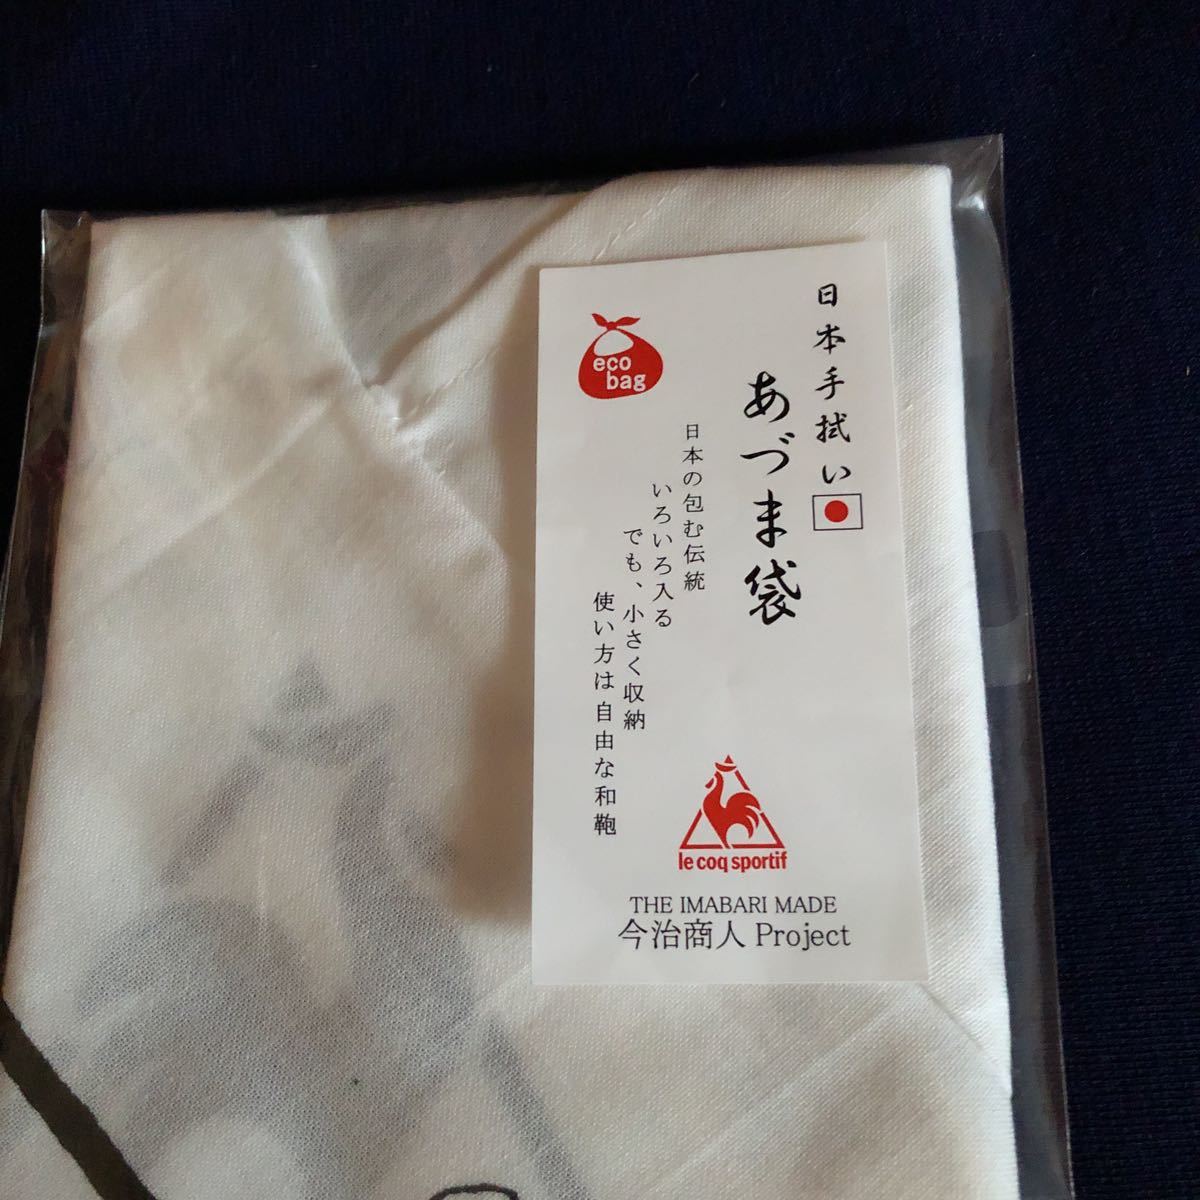 日本手拭い
あづま袋
eco
bag
日本の包む伝統
いろいろ入る
でも、小さく収納
使い方は自由な和鞄
le coq sportif
THE IMABARI MADE
今治商人 Project